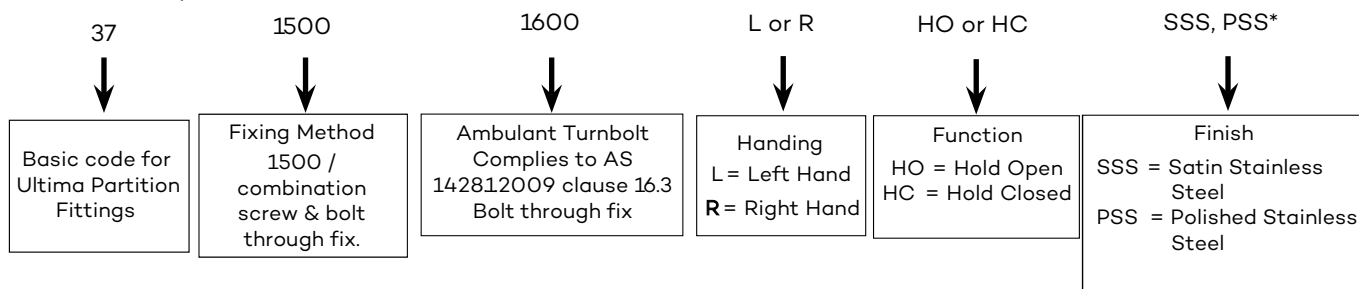 37
1500
1600
L or R
HO or HC
SSS, PSS*
Basic code for
Ultima Partition
Fittings
Fixing Method
1500 /
combination
screw & bolt
through fix.
Ambulant Turnbolt
Complies to AS
142812009 clause 16.3
Bolt through fix
Handing
L = Left Hand
R = Right Hand
Function
HO = Hold Open
HC = Hold Closed
Finish
SSS = Satin Stainless
Steel
PSS = Polished Stainless
Steel